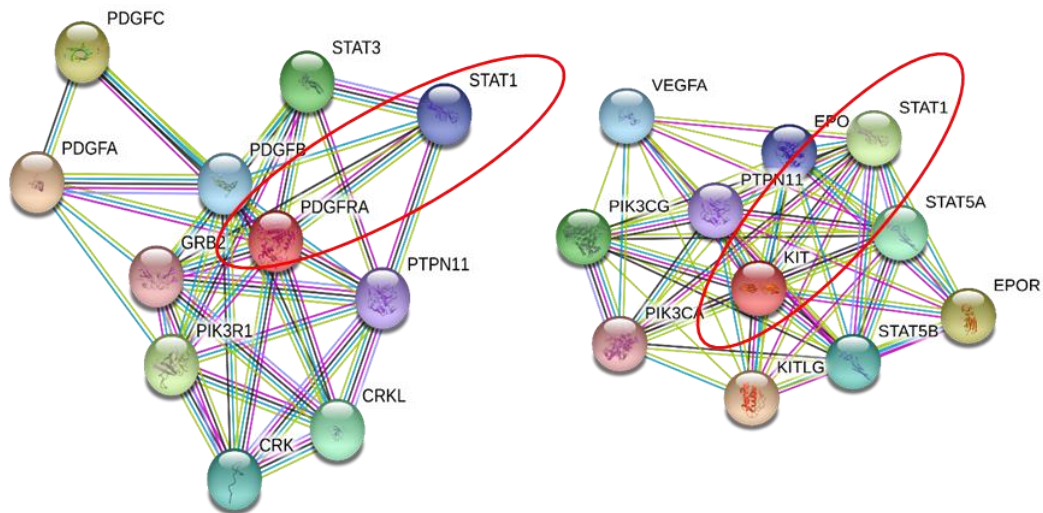 PDGFC
STAT3
STAT1
PDGFA
PDGFB
PDGFRA
GRB2
PTPN11
PIK3R1
CRKL
CRK
VEGFA
EPO
STAT1
PTPN11
PIK3CG
STAT5A
KIT
EPOR
PIK3CA
STAT5B
KITLG